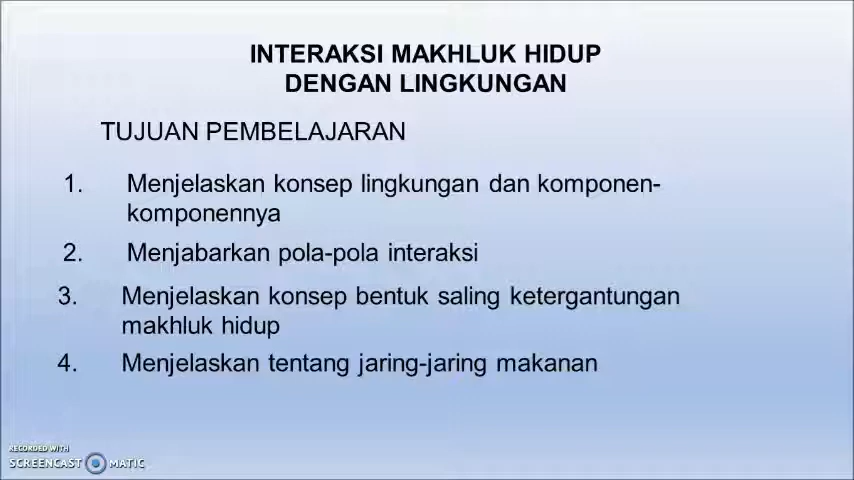 INTERAKSI MAKHLUK HIDUP
DENGAN LINGKUNGAN
TUJUAN PEMBELAJARAN
1. Menjelaskan konsep lingkungan dan komponen-
komponennya
2. Menjabarkan pola-pola interaksi
3. Menjelaskan konsep bentuk saling ketergantungan
makhluk hidup
4. Menjelaskan tentang jaring-jaring makanan
RECORDED WITH
SCREENCAST MATIC